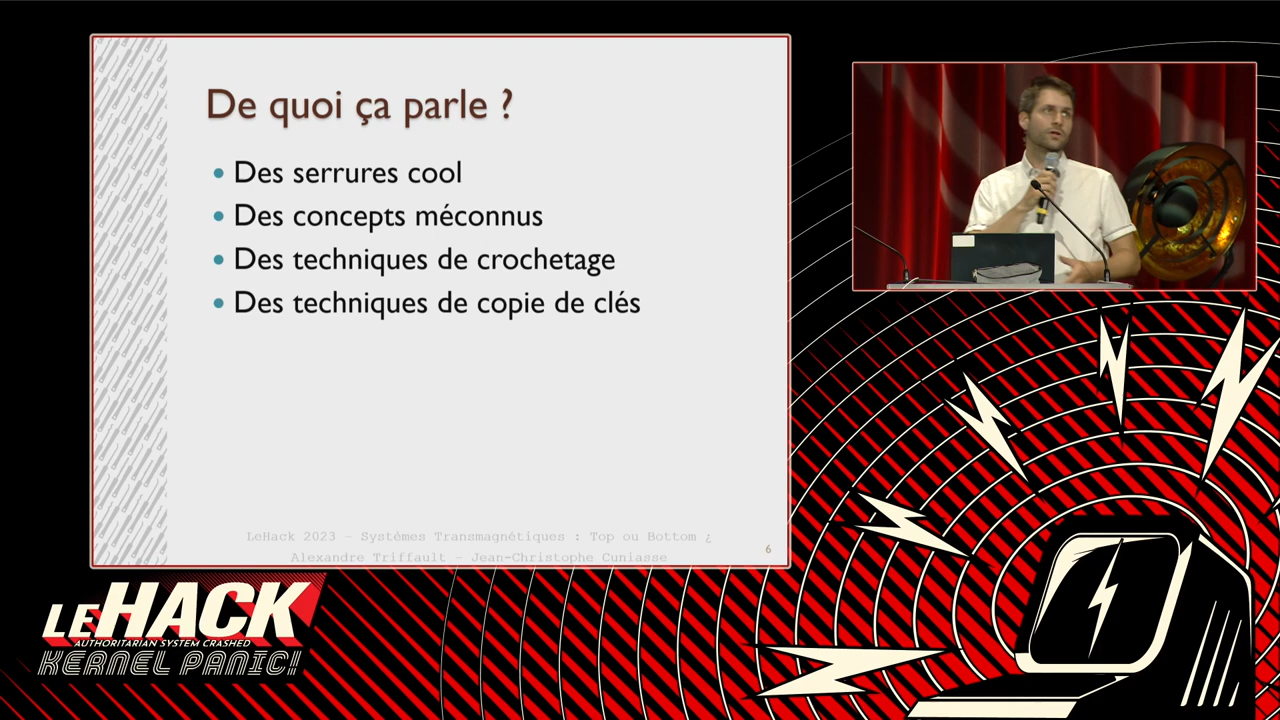 De quoi ça parle ?
• Des serrures cool
• Des concepts méconnus
• Des techniques de crochetage
• Des techniques de copie de clés
LeHack 2023 – Systèmes Transmagnétiques : Top ou Bottom ¿
Alexandre Triffault – Jean-Christophe Cuniasse
6
LEHACK
AUTHORITARIAN SYSTEM CRASHED
KERNEL PANIC!